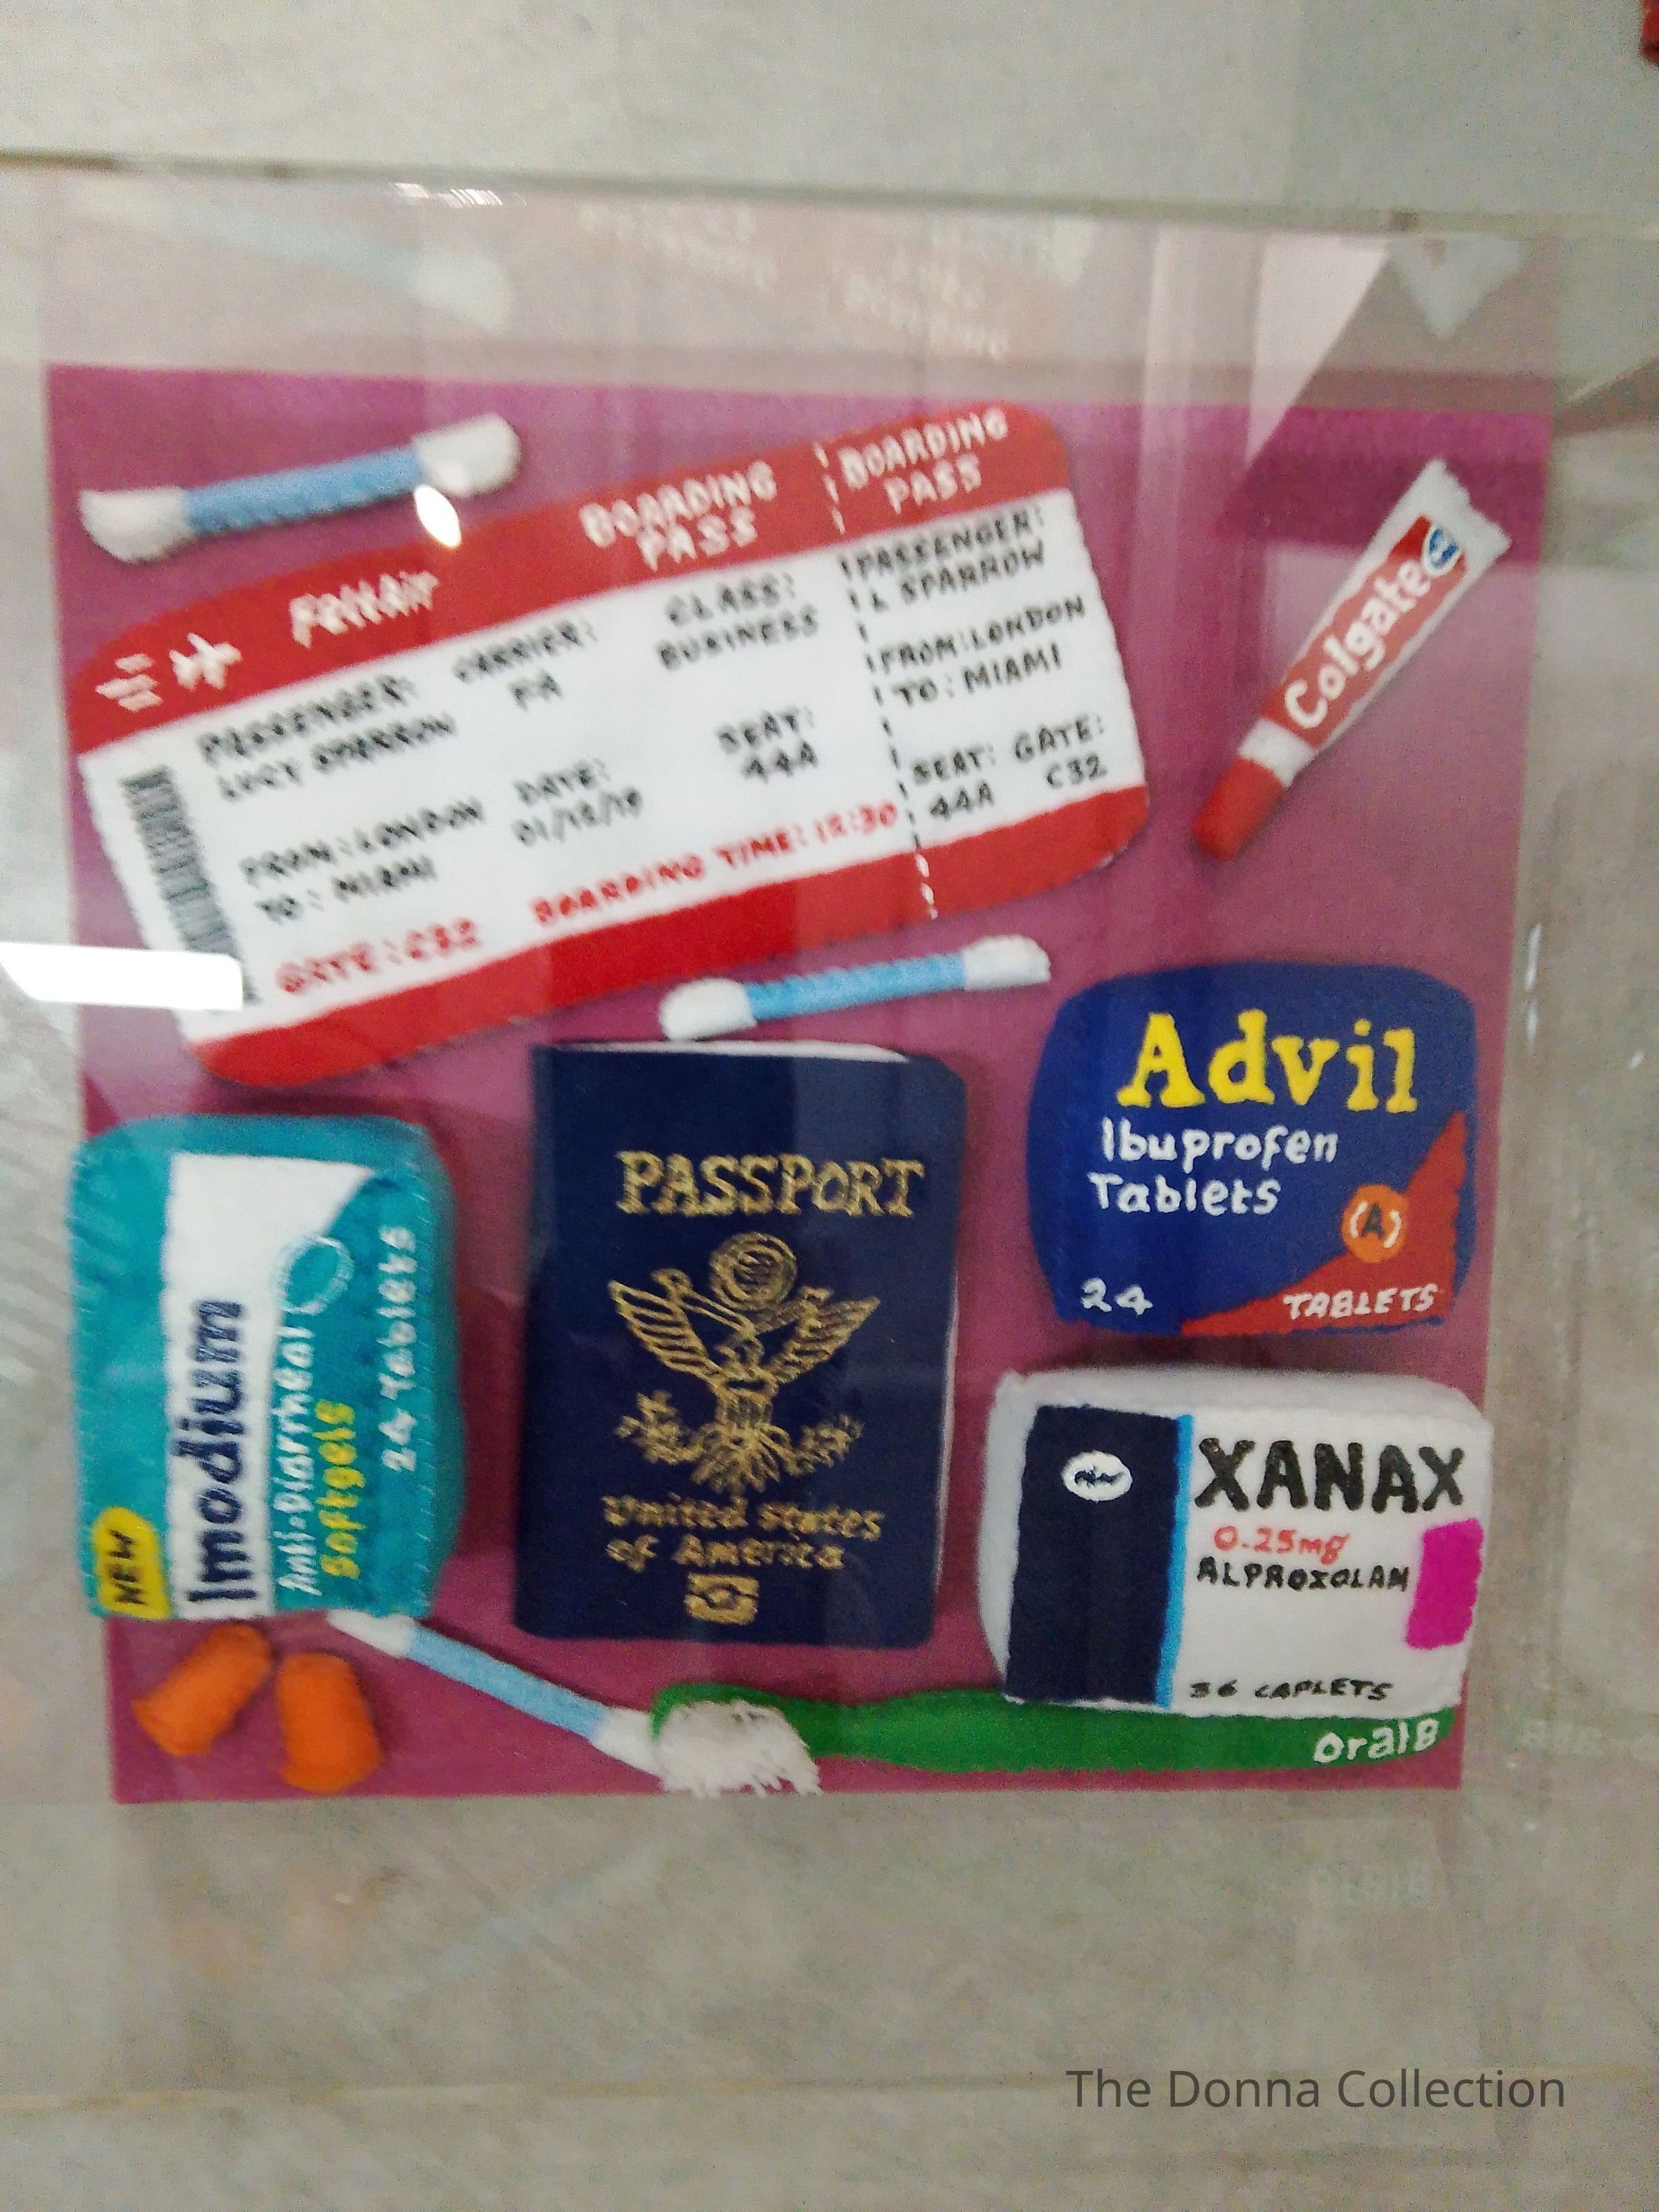 FeltAir
BOARDING
PASS
BOARDING
PASS
PASSENGER:
LUCY SPARROW
CARRIER:
FA
CLASS:
BUSINESS
FROM: LONDON
TO: MIAMI
DATE:
SEAT:
44A
GATE: C32
BOARDING TIME:
PASSENGER:
L SPARROW
FROM: LONDON
TO: MIAMI
SEAT:
44A
GATE:
C32
Colgate
Advil
Ibuprofen
Tablets
(A)
24
TABLETS
NEW
Imodium
Anti-Diarrheal
Softgels
24 Tablets
PASSPORT
United States
of America
XANAX
0.25mg
ALPROXOLAM
36 CAPLETS
oralB
The Donna Collection